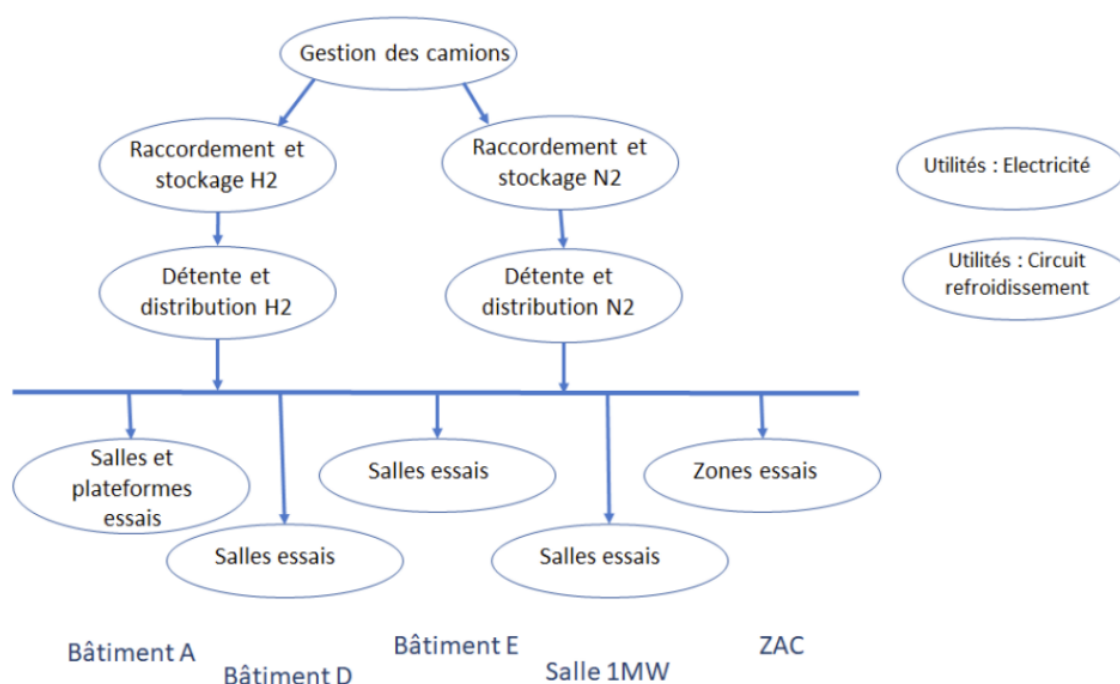 Gestion des camions
Raccordement et
stockage H2
Raccordement et
stockage N2
Utilités : Electricité
Détente et
distribution H2
Détente et
distribution N2
Utilités : Circuit
refroidissement
Salles et
plateformes
essais
Salles essais
Salles essais
Salles essais
Zones essais
Bâtiment A
Bâtiment D
Bâtiment E
Salle 1MW
ZAC